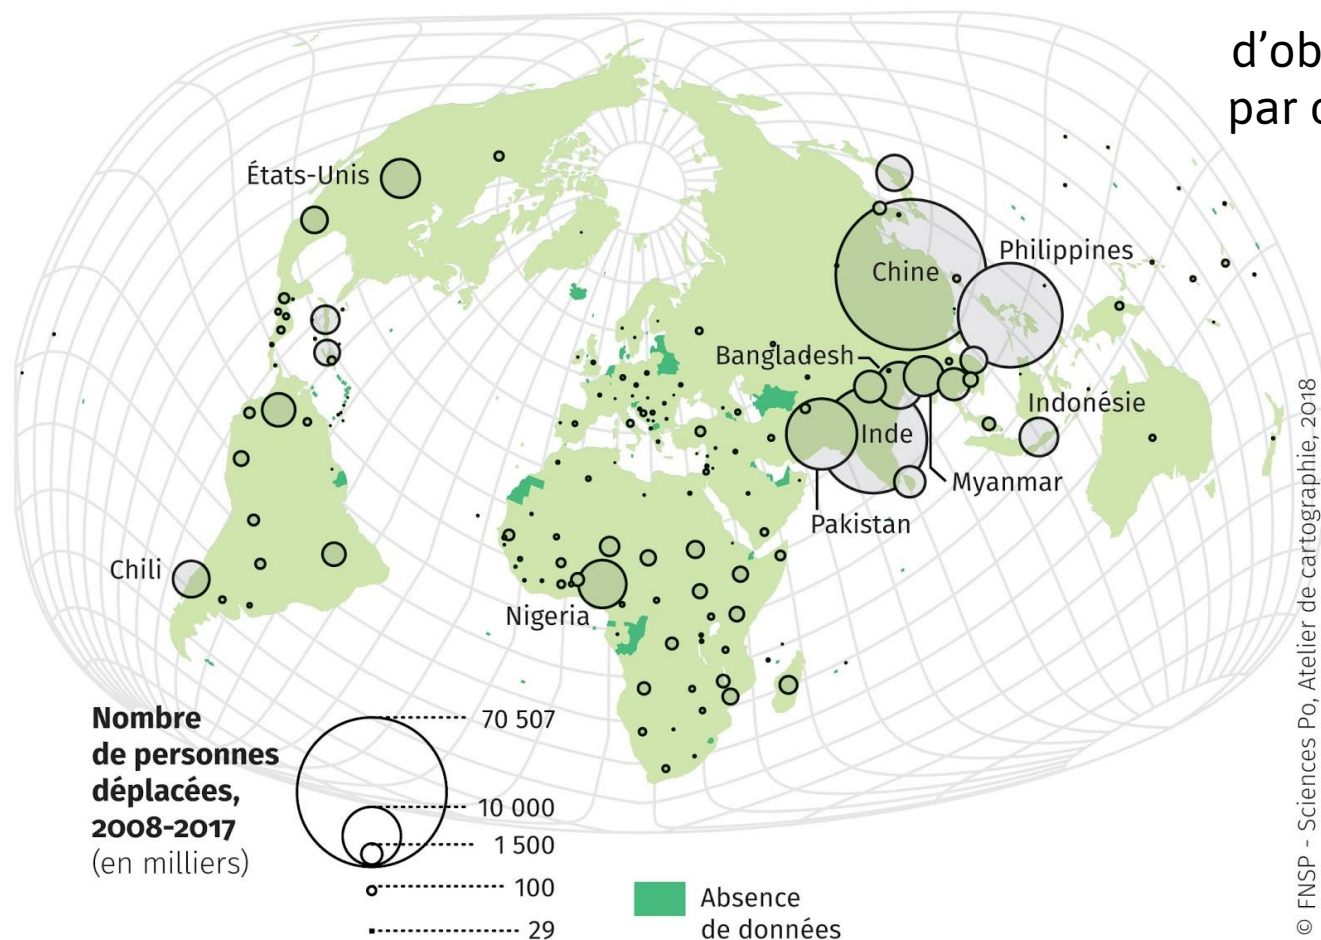 d'ob
par
États-Unis
Chine
Philippines
Bangladesh
Inde
Indonésie
Myanmar
Pakistan
Chili
Nigeria
Nombre
de personnes
déplacées,
2008-2017
(en milliers)
70 507
10 000
1 500
100
29
Absence
de données
© FNSP - Sciences Po, Atelier de cartographie, 2018